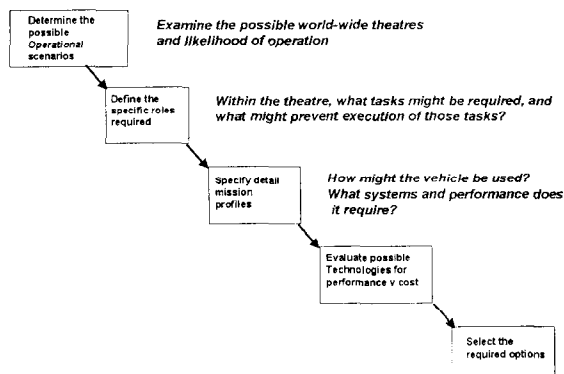 Determine the
possible
Operational
scenarios
Examine the possible world-wide theatres
and likelihood of operation
Define the
specific roles
required
Within the theatre, what tasks might be required, and
what might prevent execution of those tasks?
Specify detail
mission
profiles
How might the vehicle be used?
What systems and performance does
it require?
Evaluate possible
Technologies for
performance v cost
Select the
required options